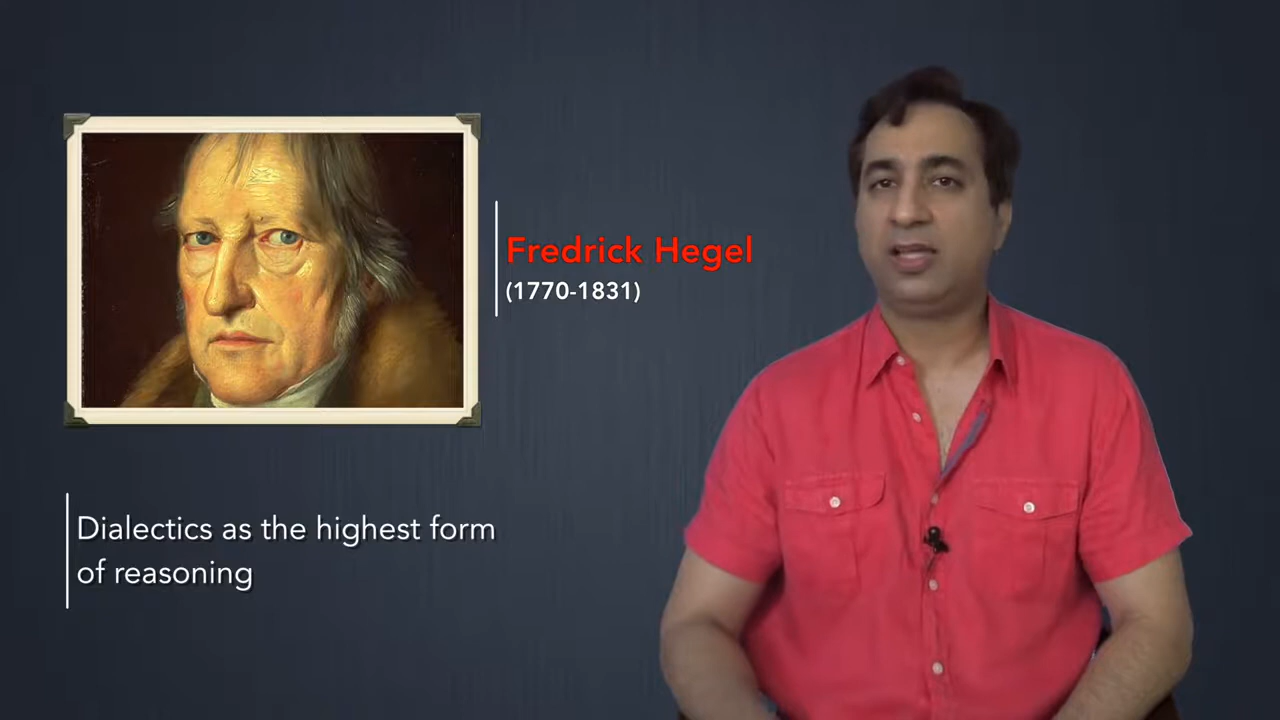 Fredrick Hegel
(1770-1831)
Dialectics as the highest form
of reasoning